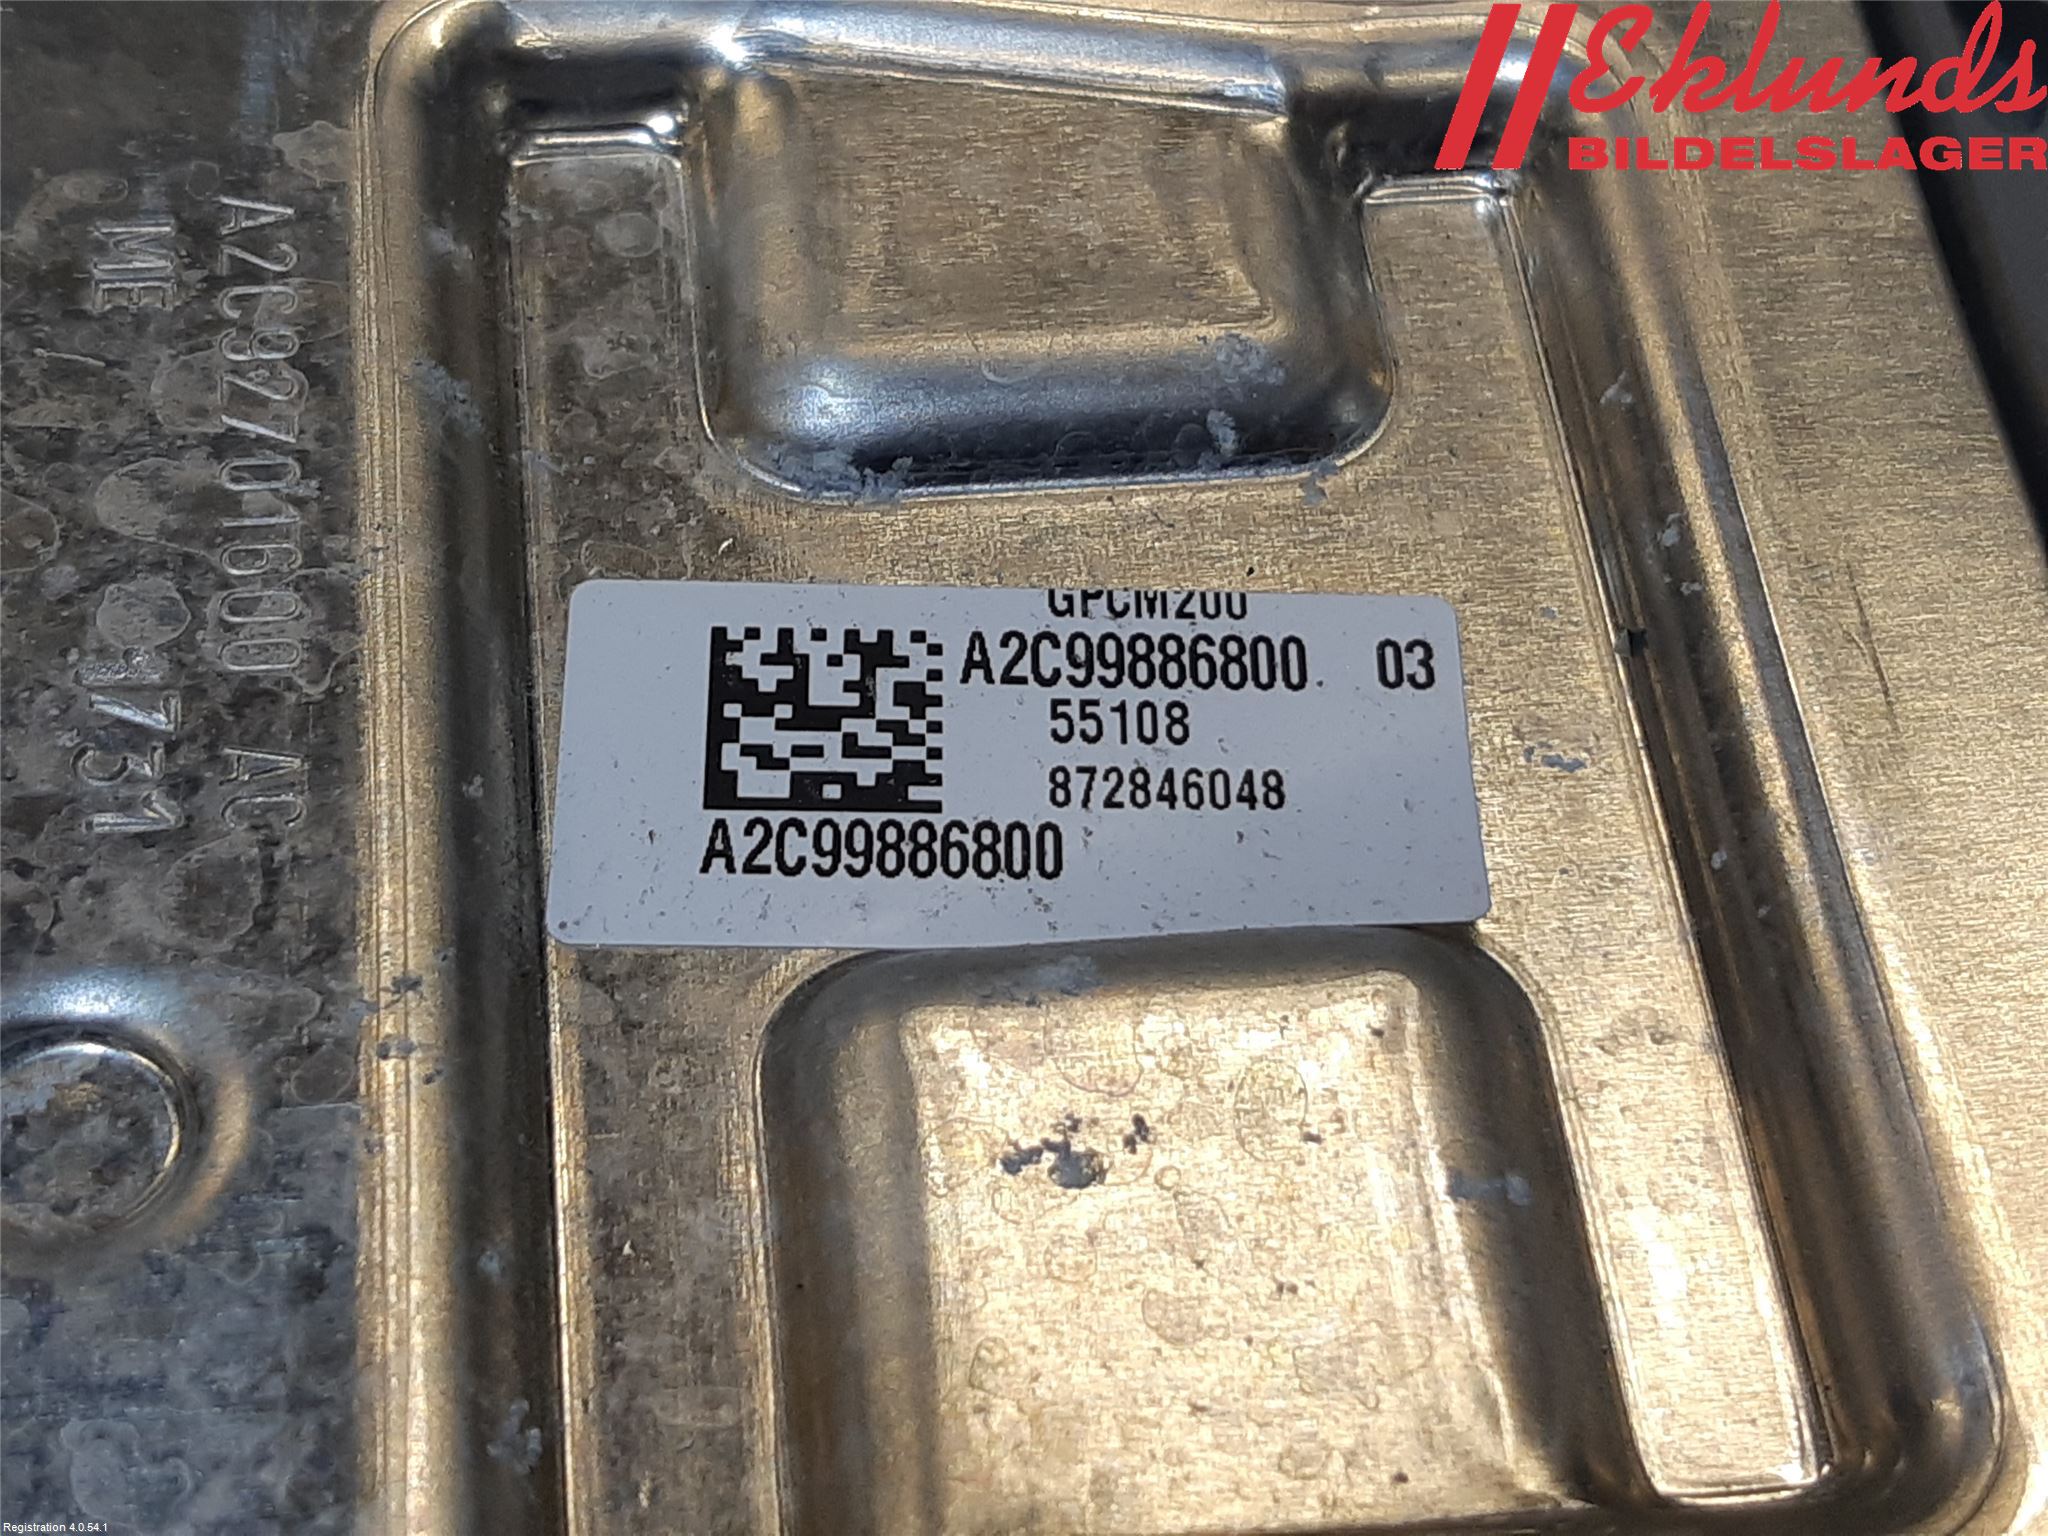 Eklunds
BILDELSLAGER
A2C92701600 AC
ME 1731
GPCM200
A2C99886800 03
55108
872846048
A2C99886800
Registration 4.0.54.1